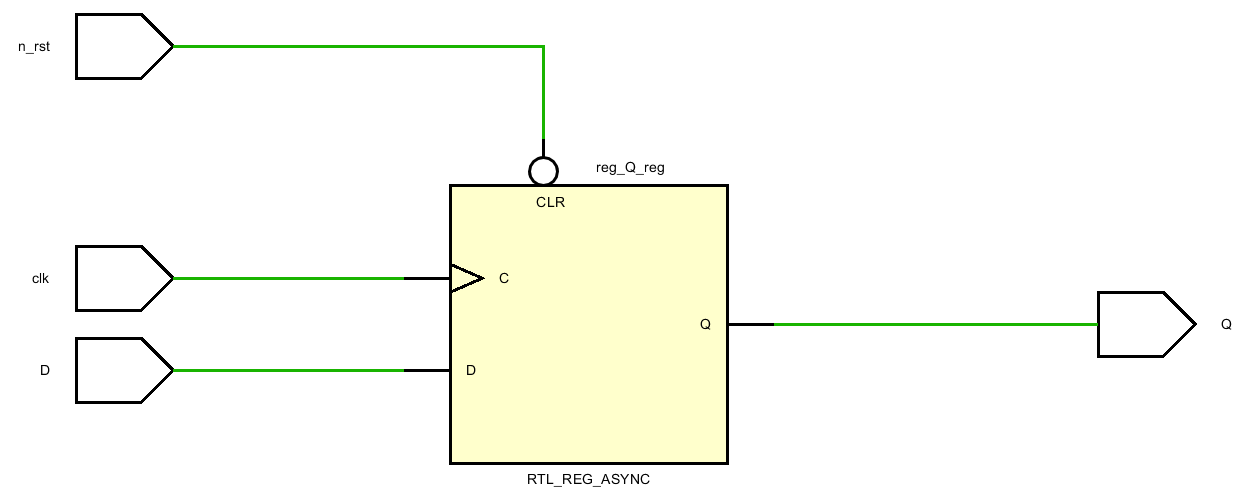 n_rst
reg_Q_reg
CLR
clk
C
Q
Q
D
D
RTL_REG_ASYNC